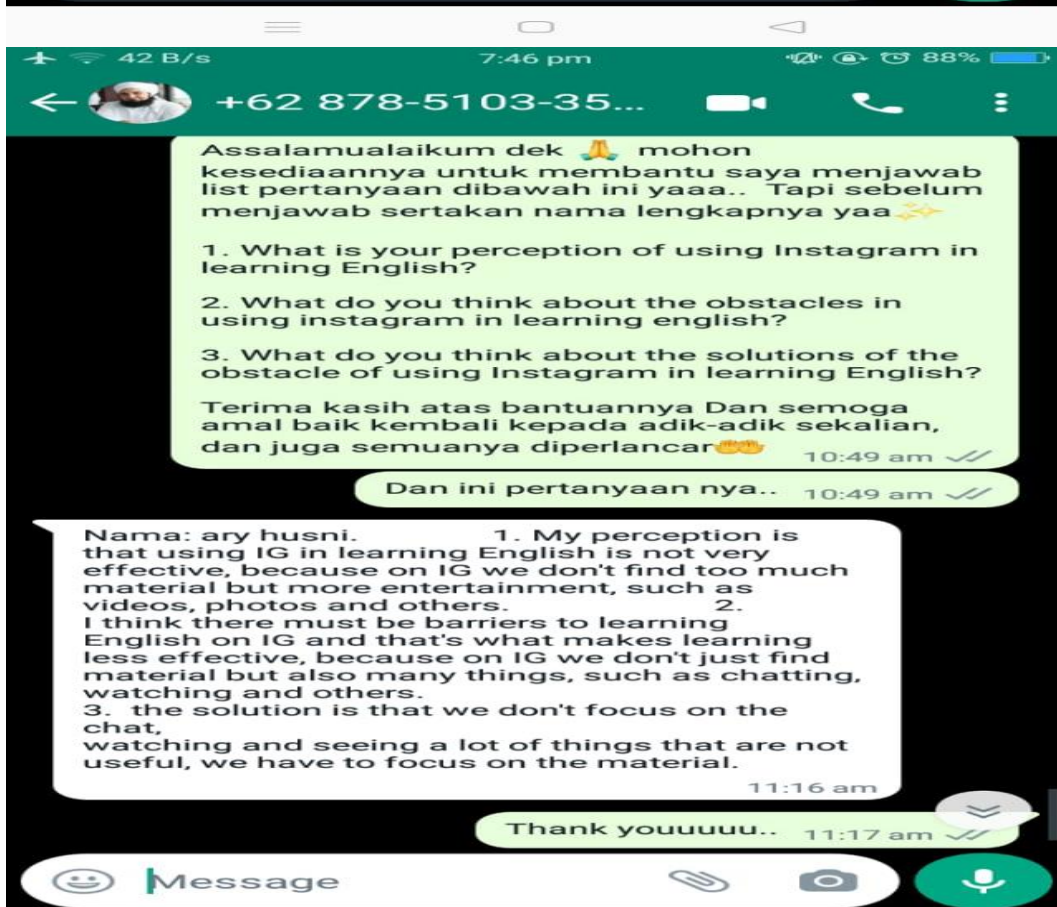 42 B/s 7:46 pm 88%
+62 878-5103-35...
Assalamualaikum dek 🙏 mohon
kesediaannya untuk membantu saya menjawab
list pertanyaan dibawah ini yaaa.. Tapi sebelum
menjawab sertakan nama lengkapnya yaa✨
1. What is your perception of using Instagram in
learning English?
2. What do you think about the obstacles in
using instagram in learning english?
3. What do you think about the solutions of the
obstacle of using Instagram in learning English?
Terima kasih atas bantuannya Dan semoga
amal baik kembali kepada adik-adik sekalian,
dan juga semuanya diperlancar🤲 10:49 am
Dan ini pertanyaan nya.. 10:49 am
Nama: ary husni. 1. My perception is
that using IG in learning English is not very
effective, because on IG we don't find too much
material but more entertainment, such as
videos, photos and others. 2.
I think there must be barriers to learning
English on IG and that's what makes learning
less effective, because on IG we don't just find
material but also many things, such as chatting,
watching and others.
3. the solution is that we don't focus on the
chat,
watching and seeing a lot of things that are not
useful, we have to focus on the material.
11:16 am
Thank youuuuu.. 11:17 am
Message